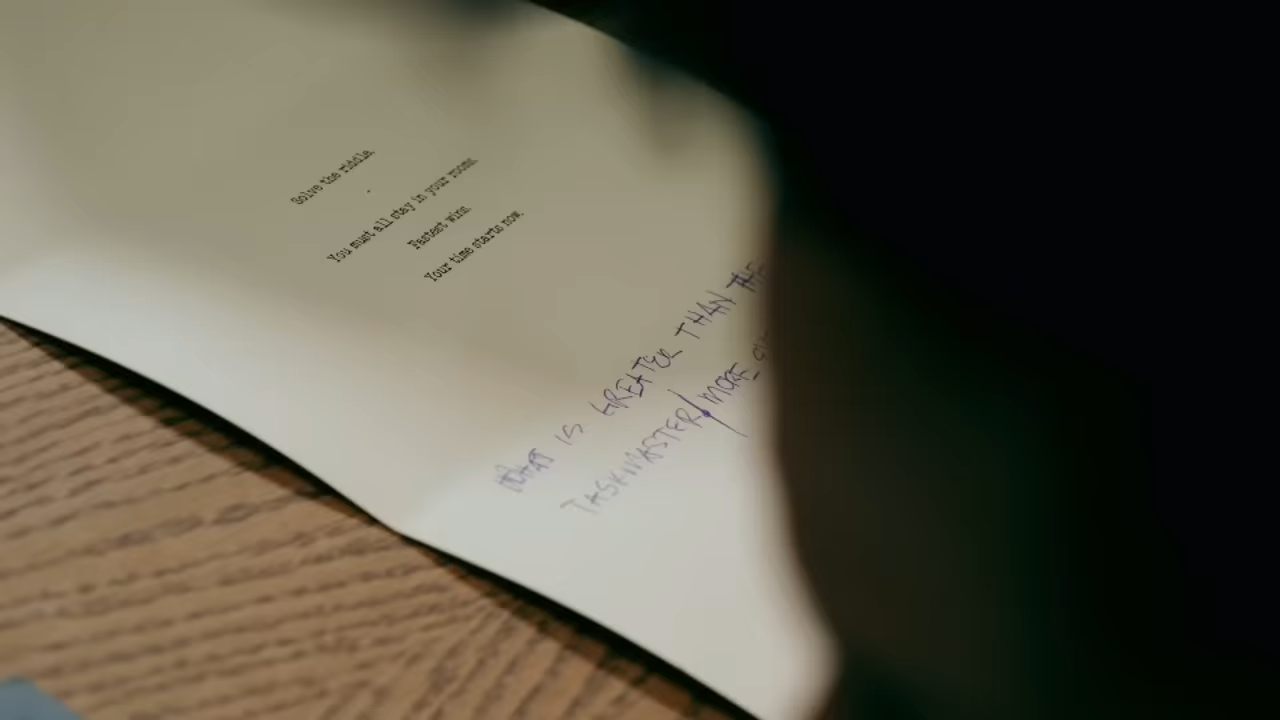 Solve the riddle.
You must all stay in your rooms.
Fastest wins.
Your time starts now.
WHAT IS GREATER THAN THE
TASKMASTER/MORE